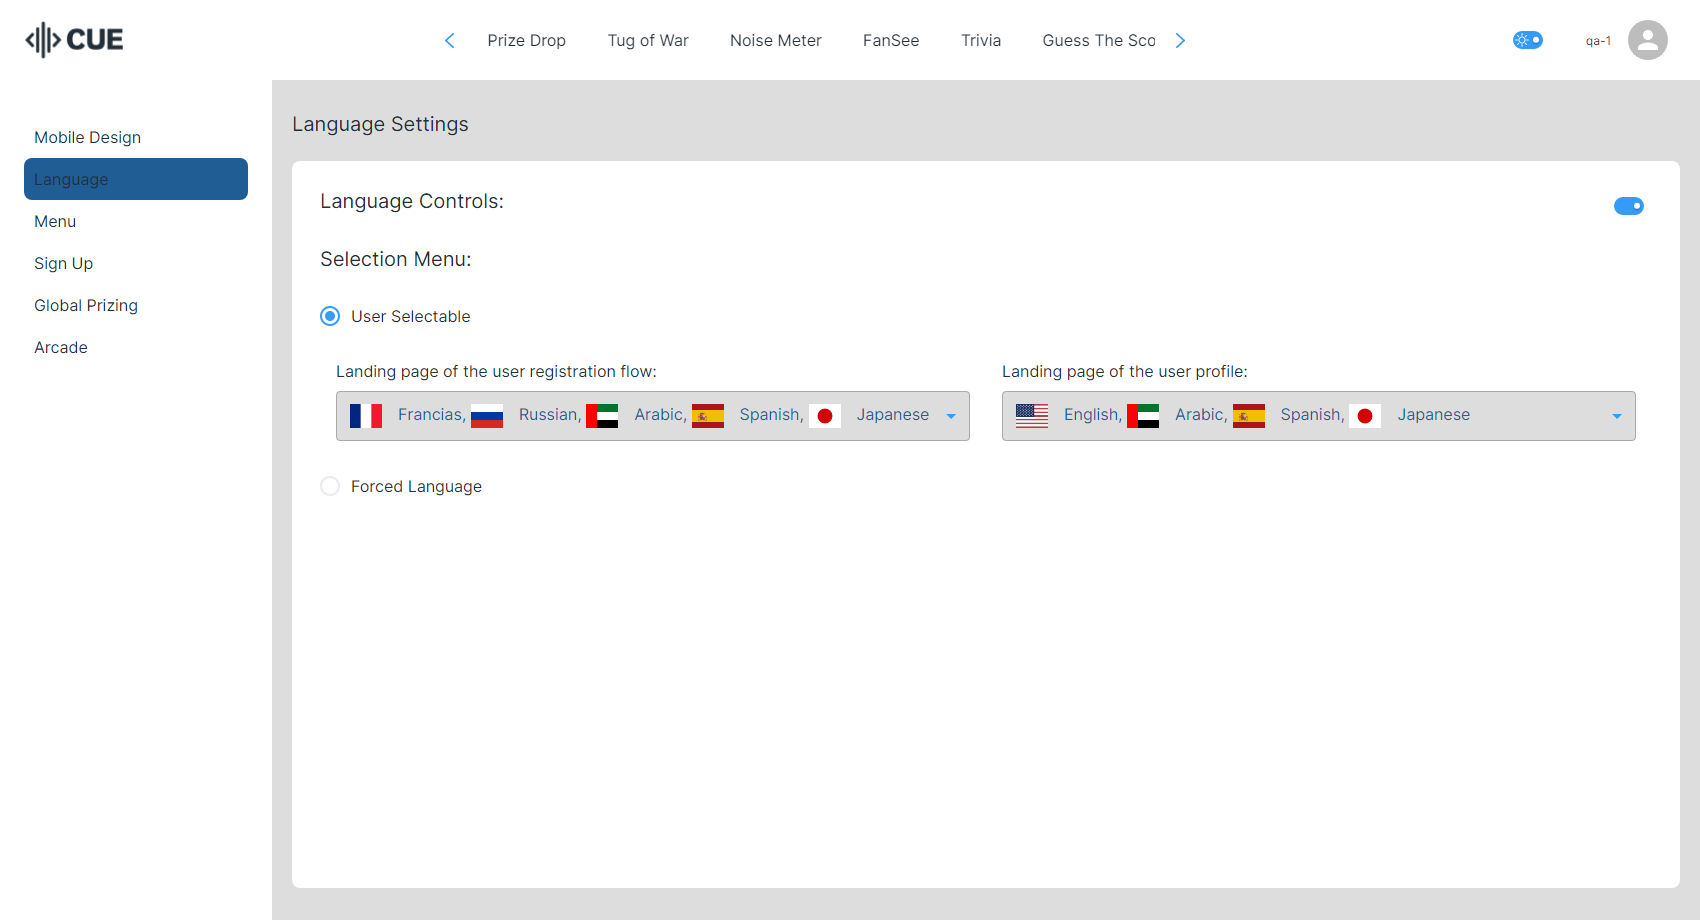 CUE
Prize Drop
Tug of War
Noise Meter
FanSee
Trivia
Guess The Sco
qa-1
Mobile Design
Language
Menu
Sign Up
Global Prizing
Arcade
Language Settings
Language Controls:
Selection Menu:
User Selectable
Landing page of the user registration flow:
Francias, Russian, Arabic, Spanish, Japanese
Landing page of the user profile:
English, Arabic, Spanish, Japanese
Forced Language